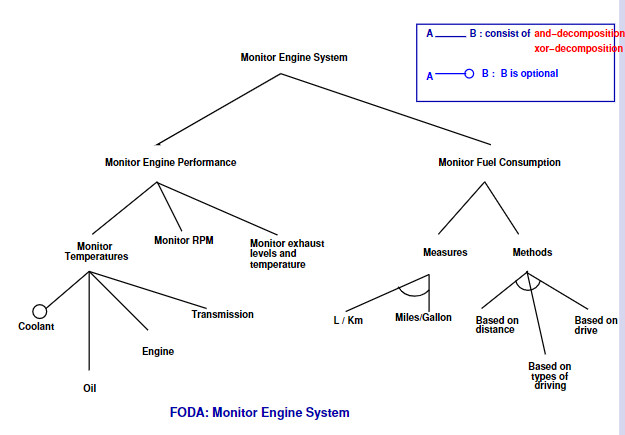 A B : consist of and–decomposition
xor–decomposition
A B : B is optional
Monitor Engine System
Monitor Engine Performance
Monitor Fuel Consumption
Monitor
Temperatures
Monitor RPM
Monitor exhaust
levels and
temperature
Measures
Methods
Coolant
Oil
Engine
Transmission
L / Km
Miles/Gallon
Based on
distance
Based on
types of
driving
Based on
drive
FODA: Monitor Engine System